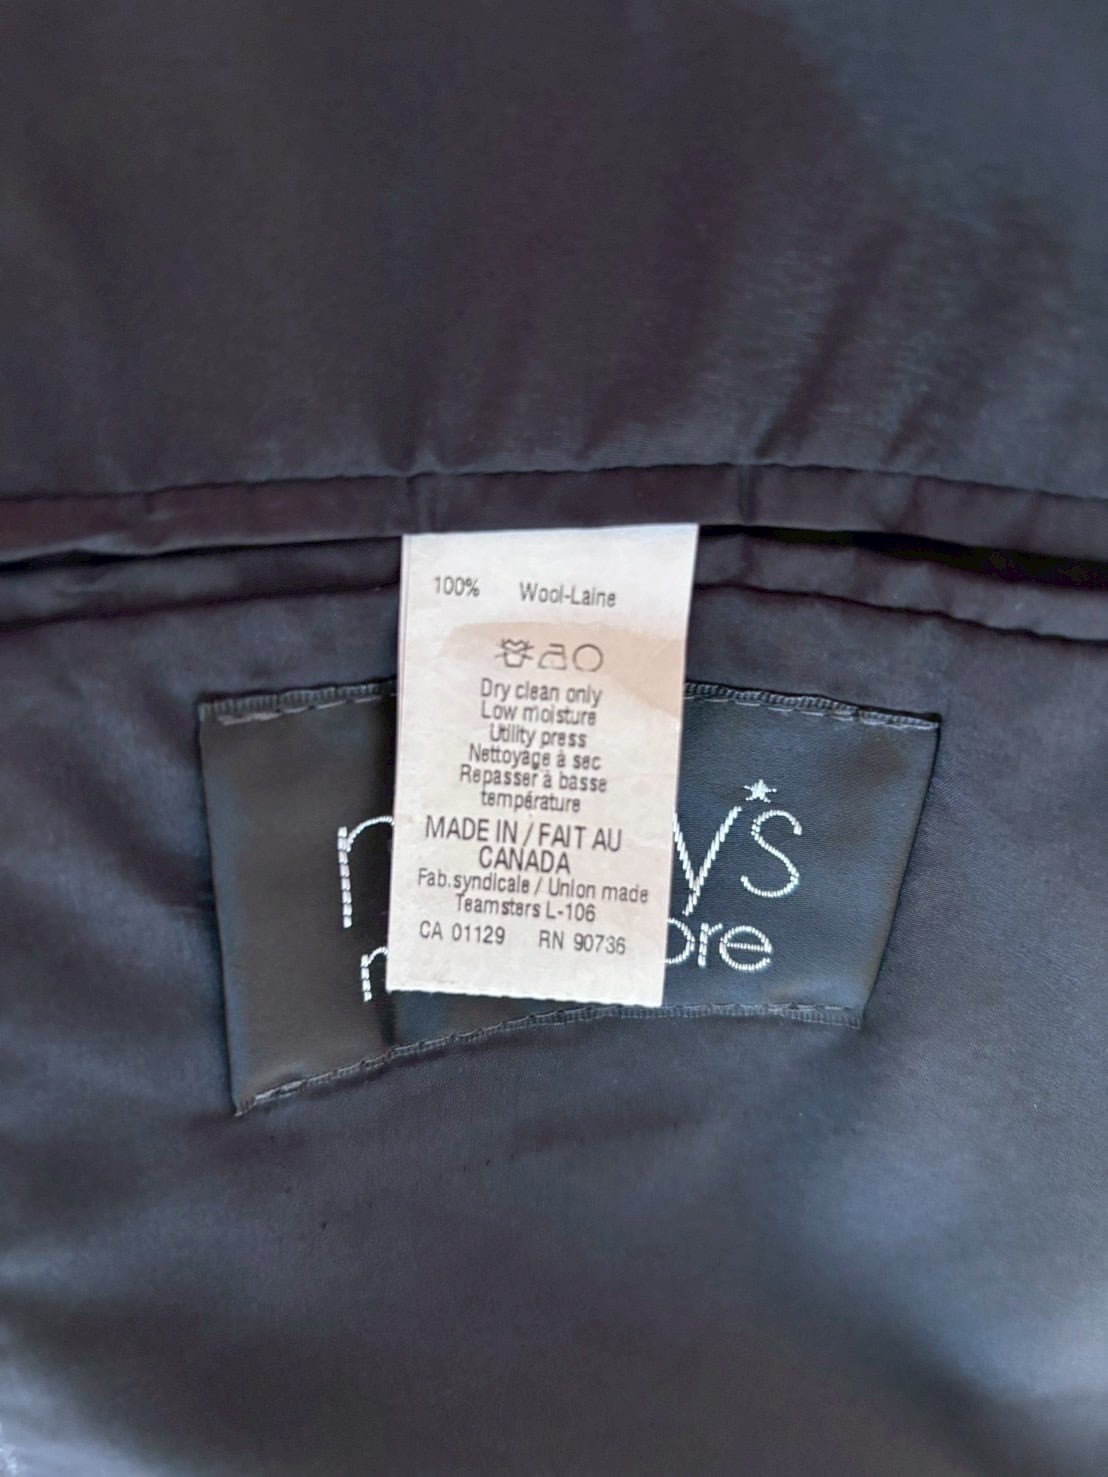 100% Wool-Laine
Dry clean only
Low moisture
Utility press
Nettoyage à sec
Repasser à basse
température
MADE IN / FAIT AU
CANADA
Fab.syndicale / Union made
Teamsters L-106
CA 01129 RN 90736